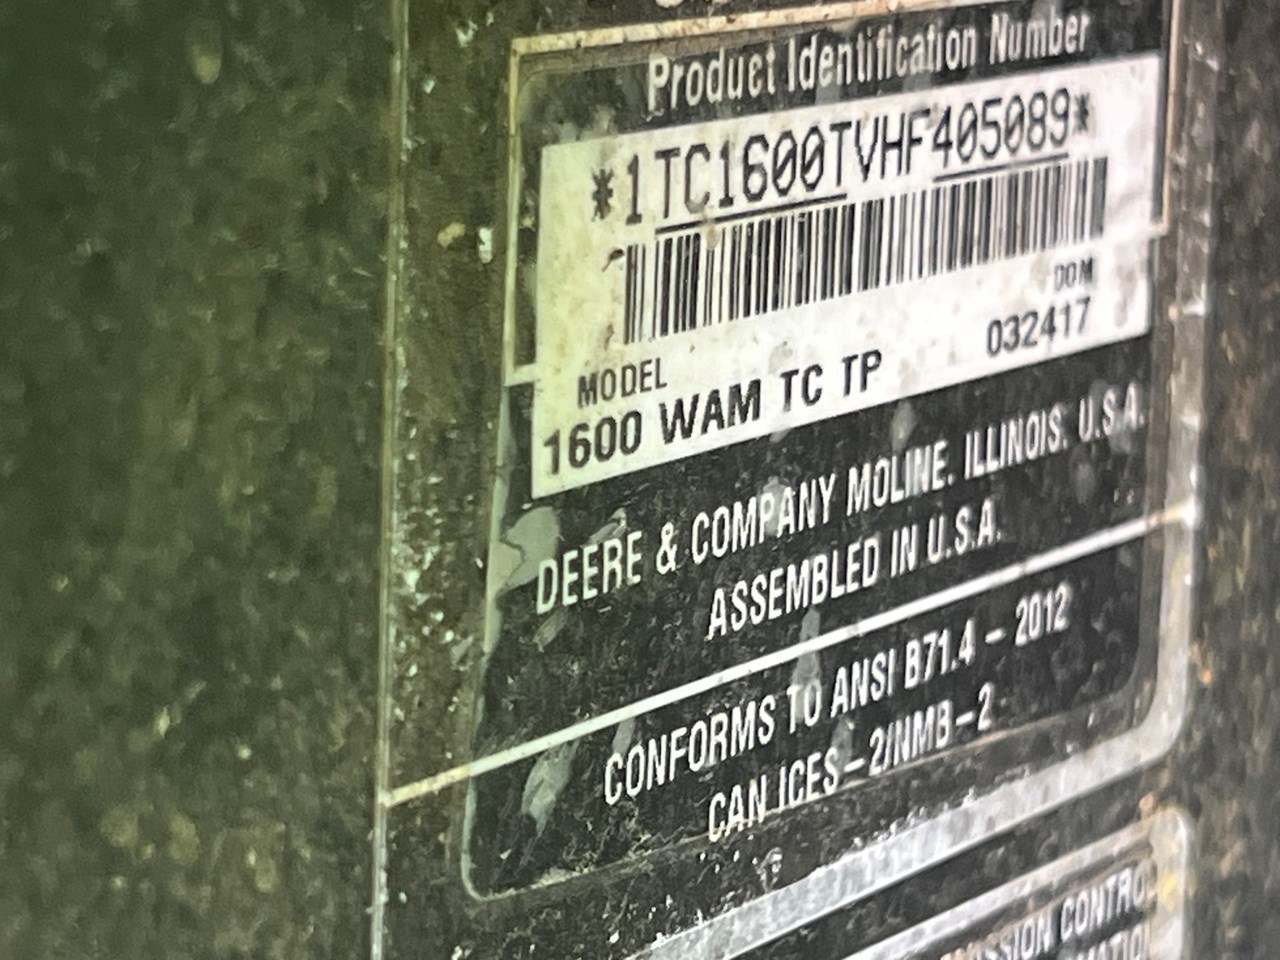 Product Identification Number
*1TC1600TVHF405089*
DOM
032417
MODEL
1600 WAM TC TP
DEERE & COMPANY MOLINE, ILLINOIS, U.S.A.
ASSEMBLED IN U.S.A.
CONFORMS TO ANSI B71.4 – 2012
CAN ICES – 2/NMB – 2
CONTROL